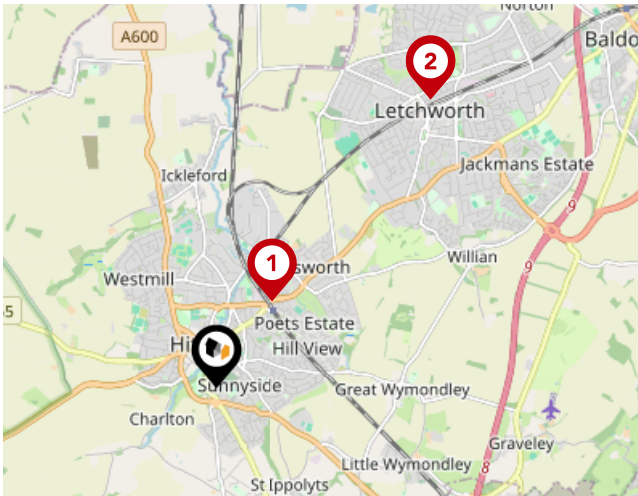 Norton
A600
Baldo
2
Letchworth
Jackmans Estate
Ickleford
9
Willian
1
sworth
9
Westmill
5
Poets Estate
Hi
Hill View
Sunnyside
Great Wymondley
Charlton
Graveley
Little Wymondley
8
St Ippolyts